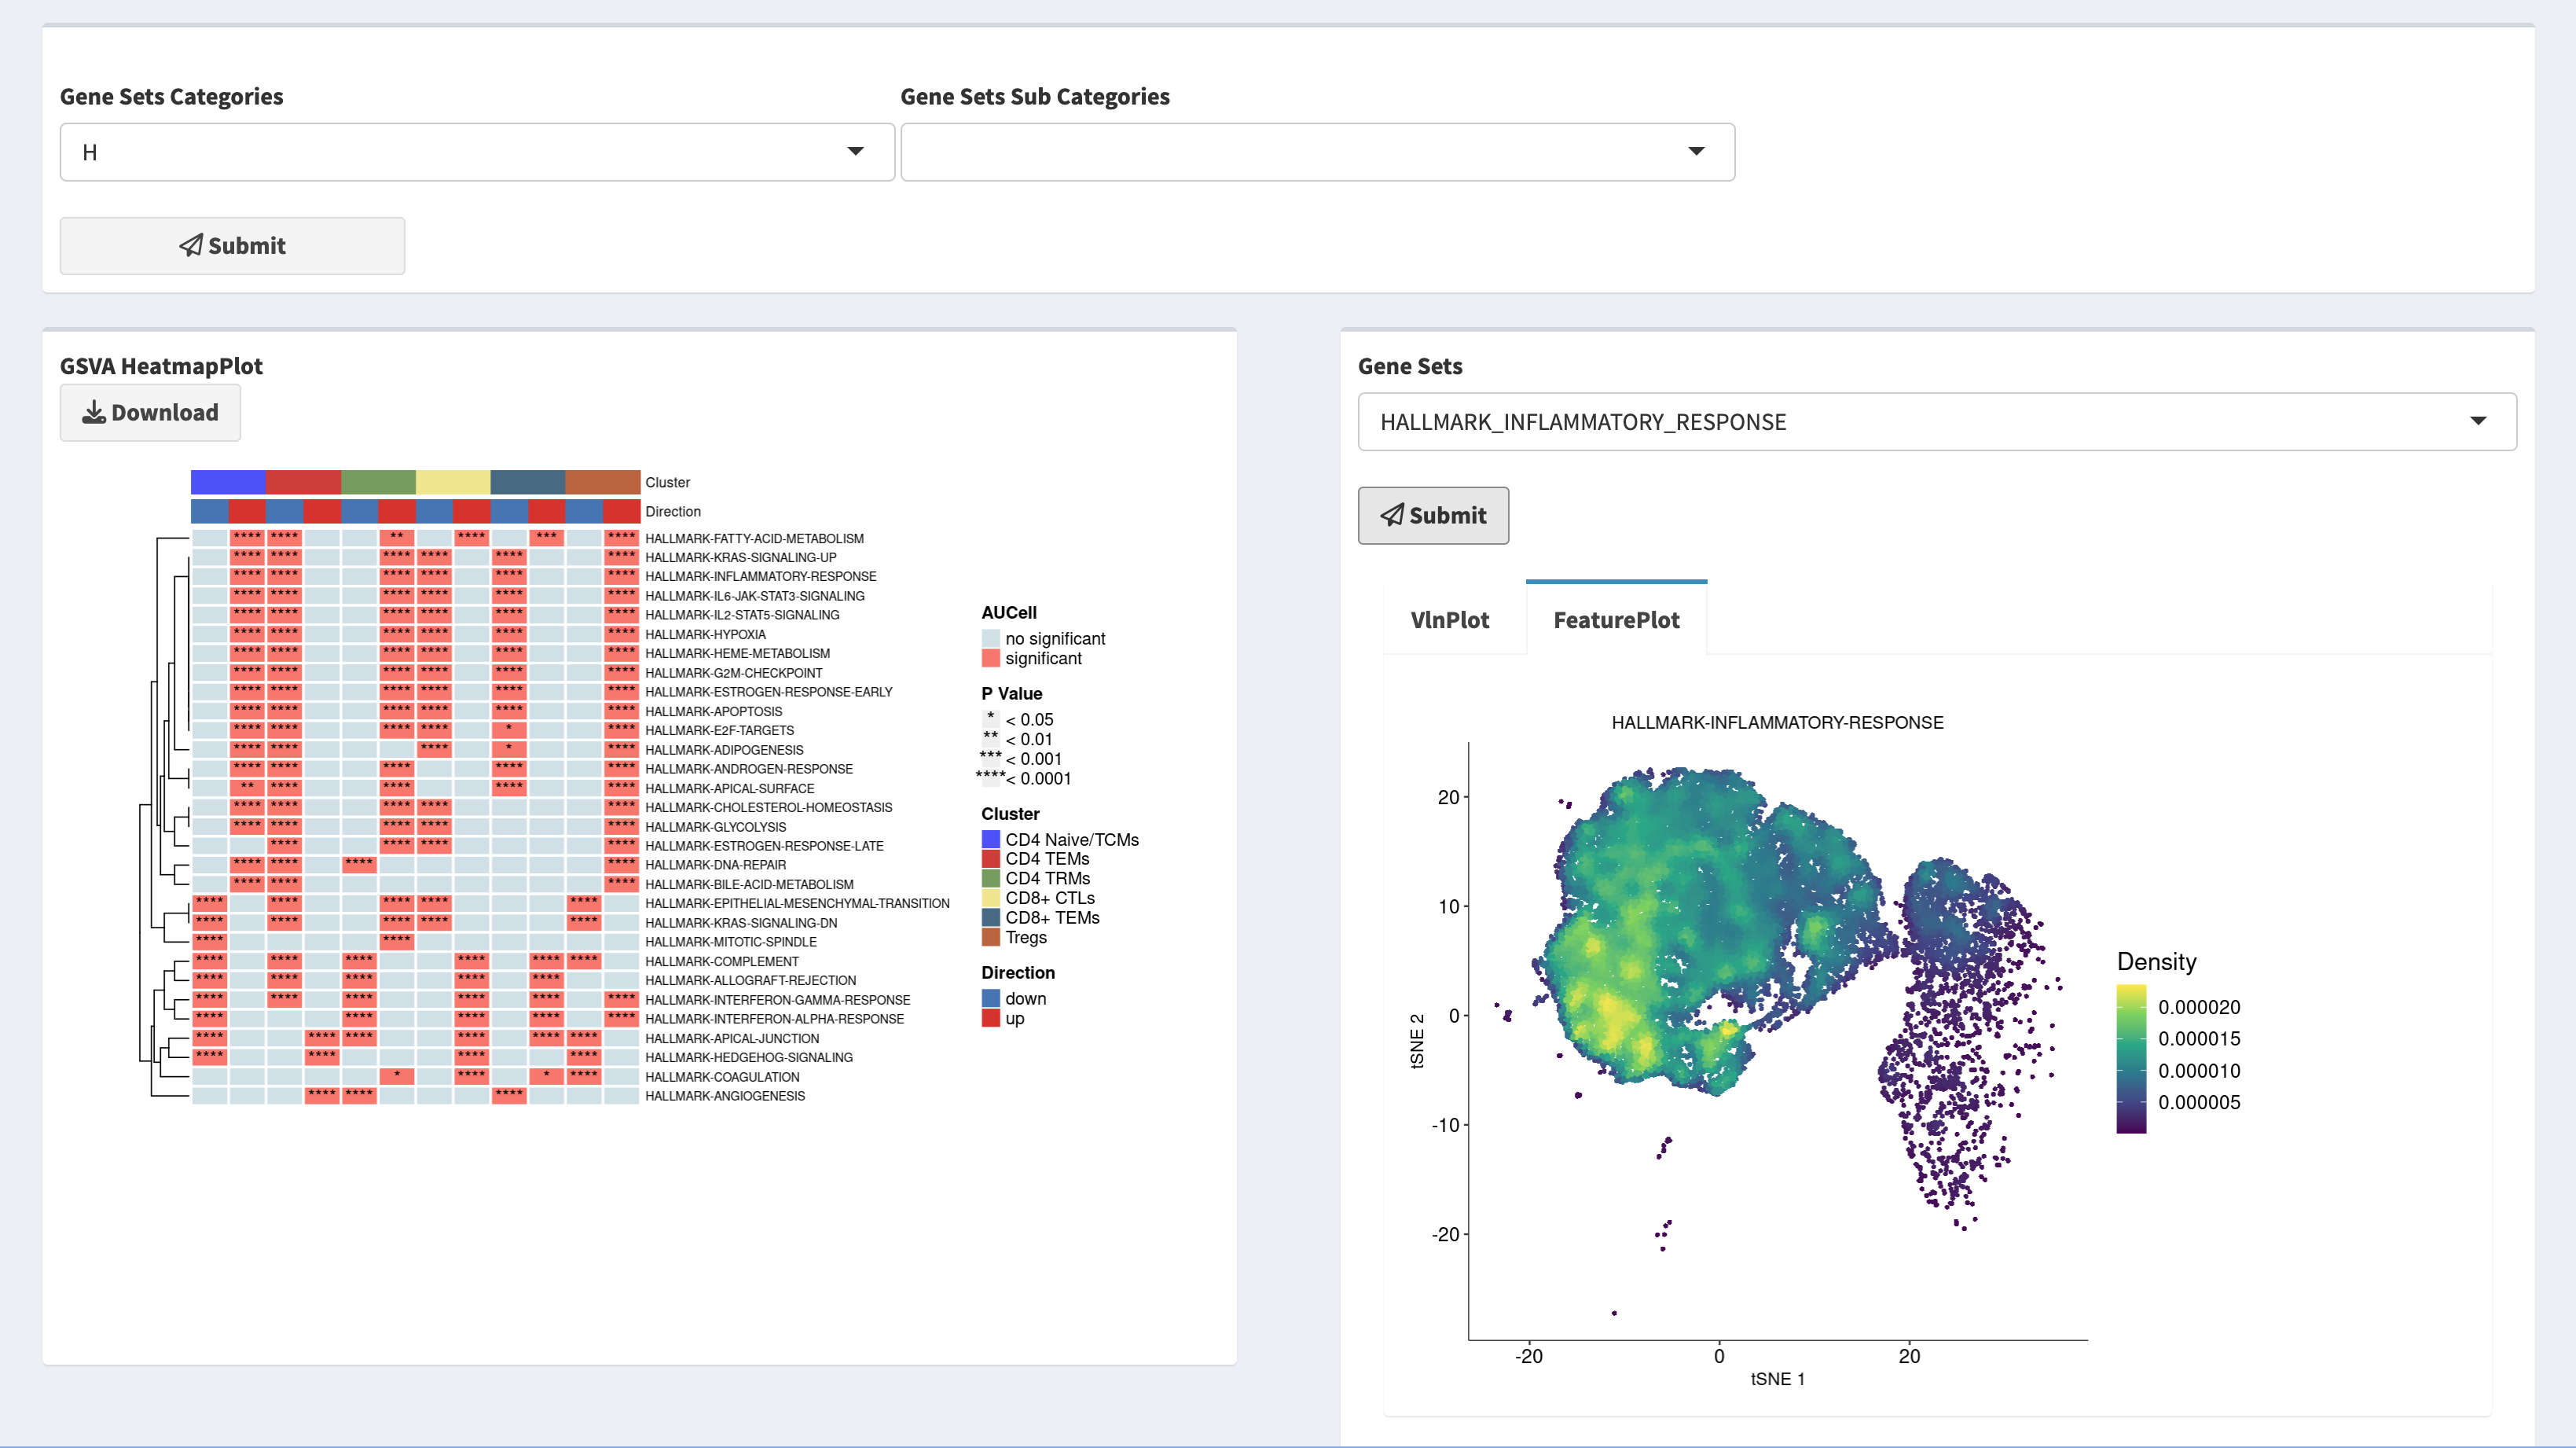 Gene Sets Categories
Gene Sets Sub Categories
H
Submit
GSVA HeatmapPlot
Download
Cluster
Direction
**** **** ** **** *** **** HALLMARK-FATTY-ACID-METABOLISM
**** **** **** **** **** **** HALLMARK-KRAS-SIGNALING-UP
**** **** **** **** **** **** HALLMARK-INFLAMMATORY-RESPONSE
**** **** **** **** **** **** HALLMARK-IL6-JAK-STAT3-SIGNALING
**** **** **** **** **** **** HALLMARK-IL2-STAT5-SIGNALING
**** **** **** **** **** **** HALLMARK-HYPOXIA
**** **** **** **** **** **** HALLMARK-HEME-METABOLISM
**** **** **** **** **** **** HALLMARK-G2M-CHECKPOINT
**** **** **** **** **** **** HALLMARK-ESTROGEN-RESPONSE-EARLY
**** **** **** **** **** **** HALLMARK-APOPTOSIS
**** **** **** **** * **** HALLMARK-E2F-TARGETS
**** **** **** * **** HALLMARK-ADIPOGENESIS
**** **** **** **** **** HALLMARK-ANDROGEN-RESPONSE
** **** **** **** **** HALLMARK-APICAL-SURFACE
**** **** **** **** **** HALLMARK-CHOLESTEROL-HOMEOSTASIS
**** **** **** **** **** HALLMARK-GLYCOLYSIS
**** **** **** **** HALLMARK-ESTROGEN-RESPONSE-LATE
**** **** **** **** HALLMARK-DNA-REPAIR
**** **** **** HALLMARK-BILE-ACID-METABOLISM
**** **** **** **** **** HALLMARK-EPITHELIAL-MESENCHYMAL-TRANSITION
**** **** **** **** **** HALLMARK-KRAS-SIGNALING-DN
**** **** HALLMARK-MITOTIC-SPINDLE
**** **** **** **** **** **** HALLMARK-COMPLEMENT
**** **** **** **** **** HALLMARK-ALLOGRAFT-REJECTION
**** **** **** **** **** **** HALLMARK-INTERFERON-GAMMA-RESPONSE
**** **** **** **** **** HALLMARK-INTERFERON-ALPHA-RESPONSE
**** **** **** **** **** **** HALLMARK-APICAL-JUNCTION
**** **** **** **** HALLMARK-HEDGEHOG-SIGNALING
* **** * **** HALLMARK-COAGULATION
**** **** **** HALLMARK-ANGIOGENESIS
AUCell
no significant
significant
P Value
* < 0.05
** < 0.01
*** < 0.001
**** < 0.0001
Cluster
CD4 Naive/TCMs
CD4 TEMs
CD4 TRMs
CD8+ CTLs
CD8+ TEMs
Tregs
Direction
down
up
Gene Sets
HALLMARK_INFLAMMATORY_RESPONSE
Submit
VlnPlot
FeaturePlot
HALLMARK-INFLAMMATORY-RESPONSE
20
10
0
-10
-20
tSNE 2
-20
0
20
tSNE 1
Density
0.000020
0.000015
0.000010
0.000005